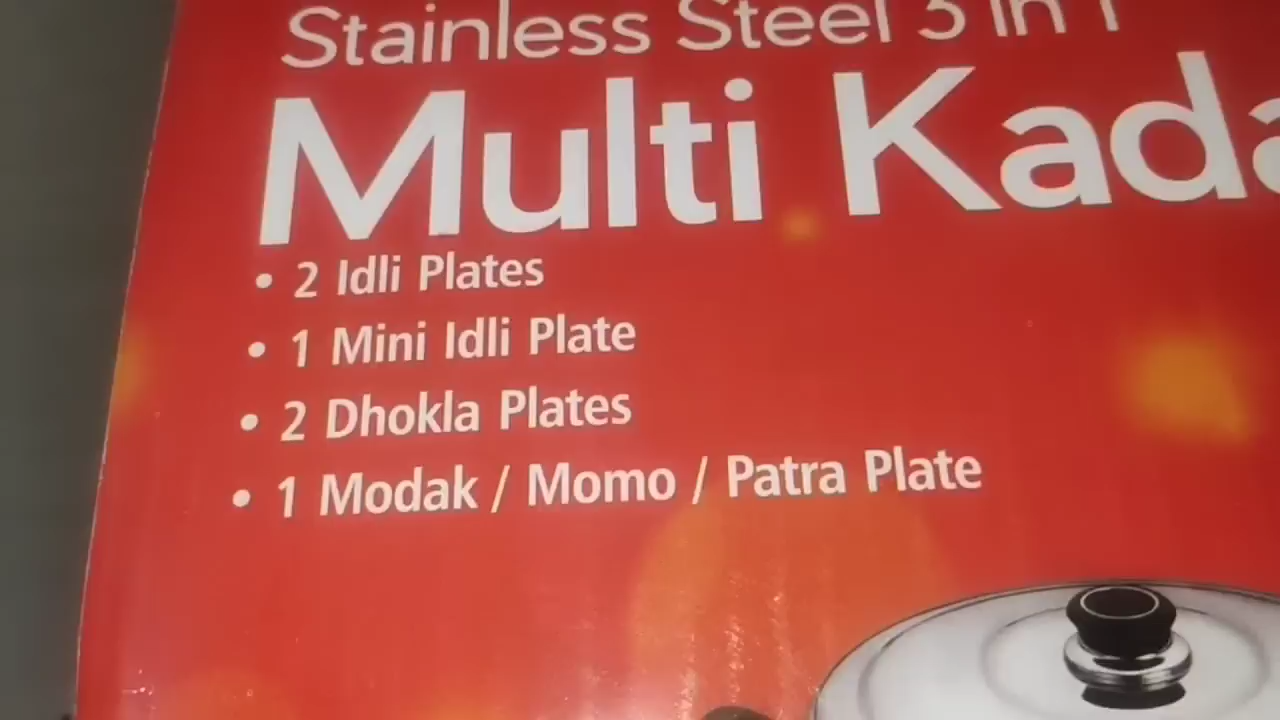 Stainless Steel 3 in 1
Multi Kada
• 2 Idli Plates
• 1 Mini Idli Plate
• 2 Dhokla Plates
• 1 Modak / Momo / Patra Plate